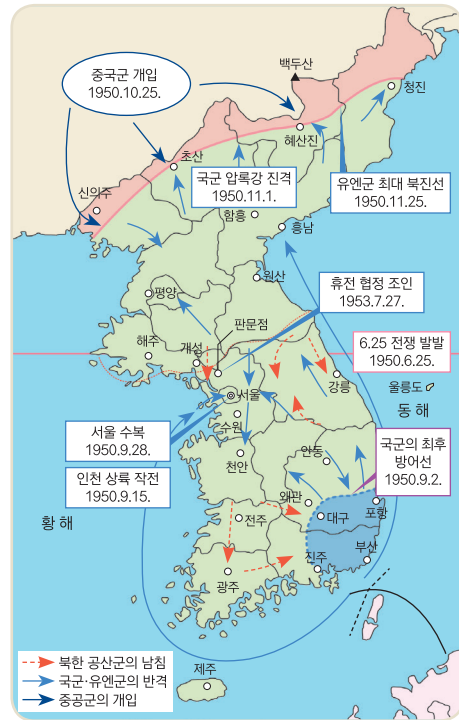 백두산
중국군 개입
1950.10.25.
청진
혜산진
초산
국군 압록강 진격
1950.11.1.
유엔군 최대 북진선
1950.11.25.
신의주
함흥
흥남
원산
휴전 협정 조인
1953.7.27.
평양
판문점
해주
개성
6.25 전쟁 발발
1950.6.25.
강릉
울릉도
서울
동해
수원
서울 수복
1950.9.28.
국군의 최후
방어선
1950.9.2.
안동
천안
인천 상륙 작전
1950.9.15.
왜관
황해
전주
대구
포항
부산
진주
광주
북한 공산군의 남침
국군·유엔군의 반격
중공군의 개입
제주